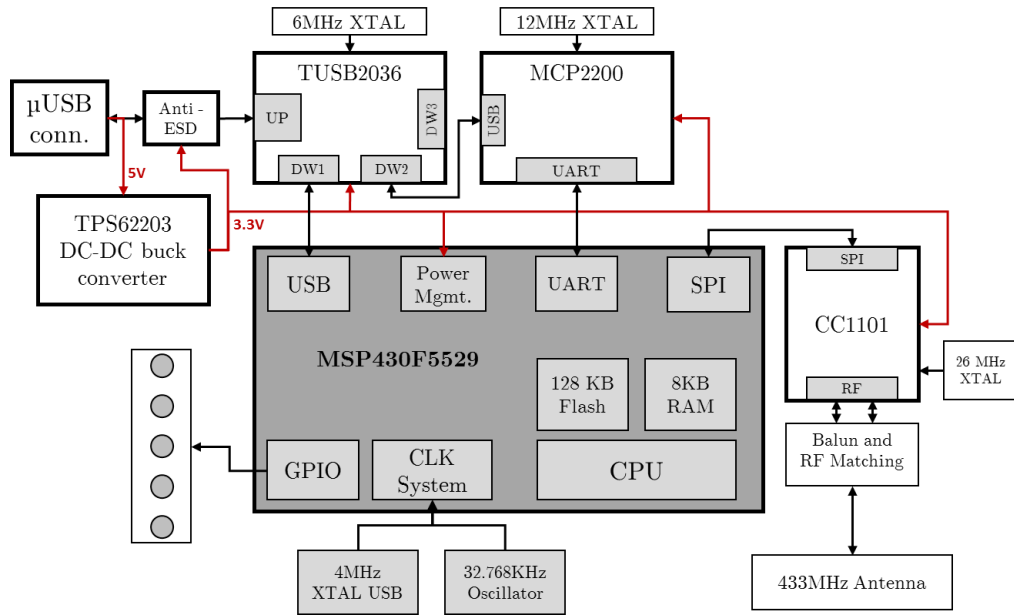 6MHz XTAL
12MHz XTAL
TUSB2036
MCP2200
µUSB
conn.
Anti -
ESD
UP
DW3
DW1
DW2
USB
UART
5V
3.3V
TPS62203
DC-DC buck
converter
USB
Power
Mgmt.
UART
SPI
SPI
CC1101
RF
26 MHz
XTAL
MSP430F5529
128 KB
Flash
8KB
RAM
GPIO
CLK
System
CPU
Balun and
RF Matching
4MHz
XTAL USB
32.768KHz
Oscillator
433MHz Antenna